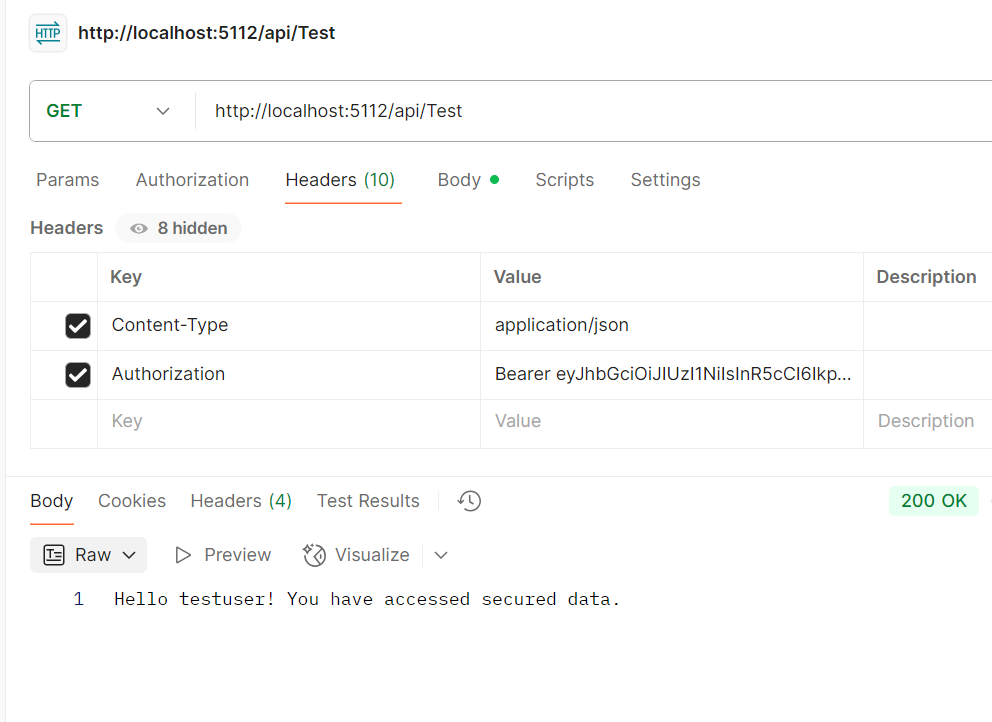 HTTP http://localhost:5112/api/Test
GET http://localhost:5112/api/Test
Params Authorization Headers (10) Body Scripts Settings
Headers 8 hidden
Key Value Description
Content-Type application/json
Authorization Bearer eyJhbGciOiJIUzI1NiIsInR5cCI6Ikp...
Key Value Description
Body Cookies Headers (4) Test Results 200 OK
Raw Preview Visualize
1 Hello testuser! You have accessed secured data.